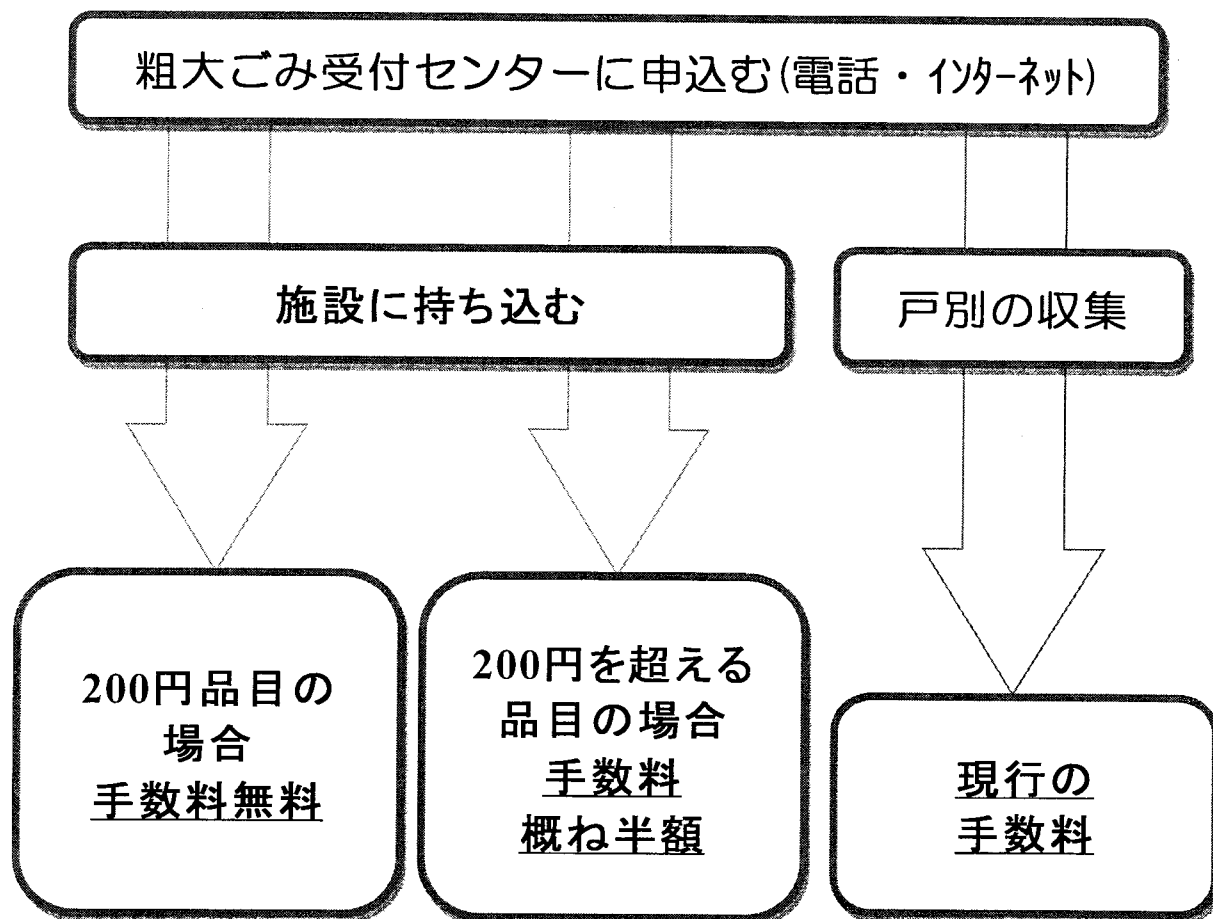 粗大ごみ受付センターに申込む(電話・インターネット)
施設に持ち込む
戸別の収集
200円品目の
場合
手数料無料
200円を超える
品目の場合
手数料
概ね半額
現行の
手数料